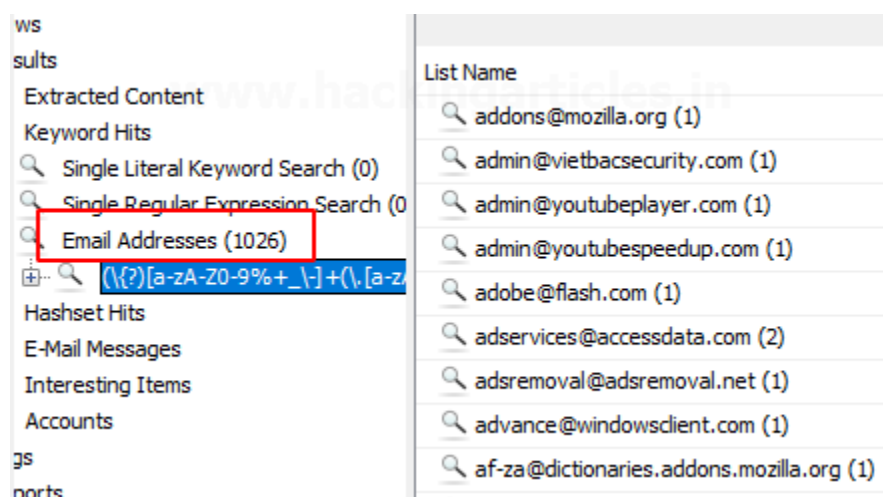 ws
sults
Extracted Content
Keyword Hits
Single Literal Keyword Search (0)
Single Regular Expression Search (0
Email Addresses (1026)
(\{?)[a-zA-Z0-9%+_\-]+(\.[a-zA
Hashset Hits
E-Mail Messages
Interesting Items
Accounts
gs
ports
www.hackingarticles.in
List Name
addons@mozilla.org (1)
admin@vietbacsecurity.com (1)
admin@youtubeplayer.com (1)
admin@youtubespeedup.com (1)
adobe@flash.com (1)
adservices@accessdata.com (2)
adsremoval@adsremoval.net (1)
advance@windowsclient.com (1)
af-za@dictionaries.addons.mozilla.org (1)